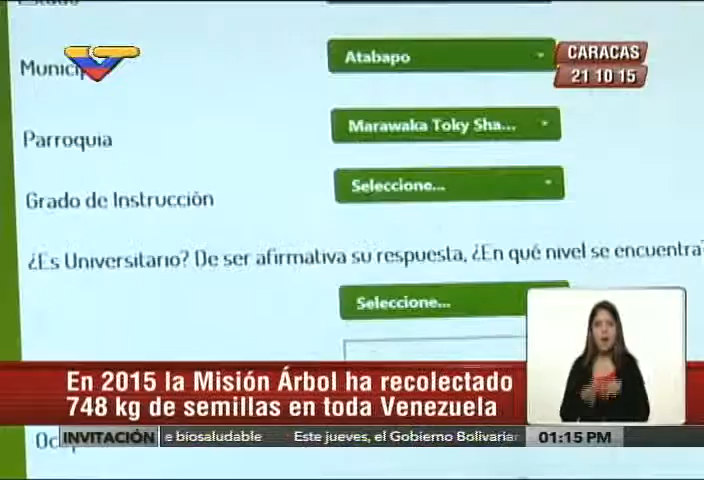 Estado
Municip
Atabapo
CARACAS
21 10 15
Parroquia
Marawaka Toky Sha...
Grado de Instrucción
Seleccione...
¿Es Universitario? De ser afirmativa su respuesta, ¿En qué nivel se encuentra?
Seleccione...
En 2015 la Misión Árbol ha recolectado
748 kg de semillas en toda Venezuela
INVITACIÓN e biosaludable Este jueves, el Gobierno Bolivarian 01:15 PM